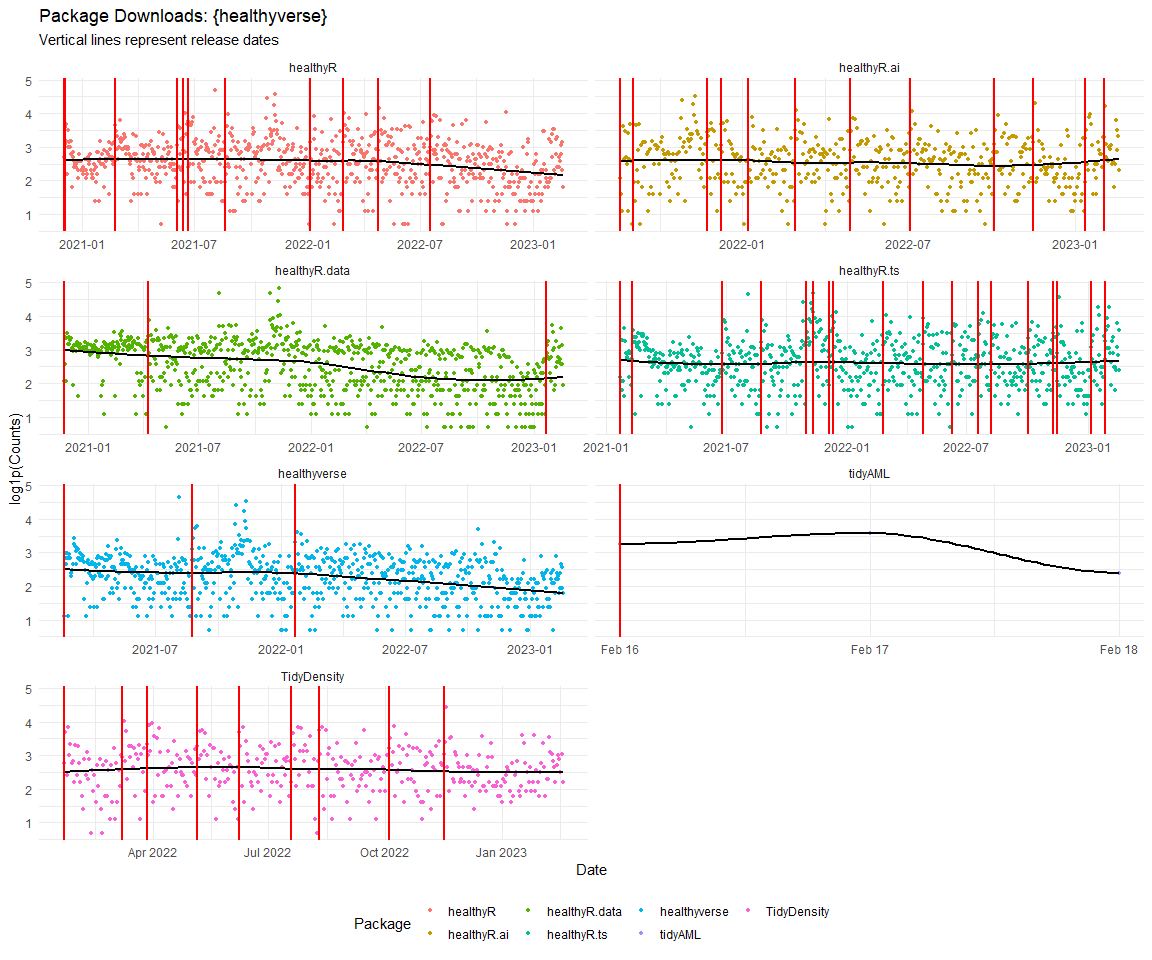 Package Downloads: {healthyverse}
Vertical lines represent release dates
healthyR healthyR.ai
5
4
3
2
1
2021-01 2021-07 2022-01 2022-07 2023-01 2022-01 2022-07 2023-01
healthyR.data healthyR.ts
5
4
3
2
1
2021-01 2021-07 2022-01 2022-07 2023-01 2021-01 2021-07 2022-01 2022-07 2023-01
log1p(Counts)
healthyverse tidyAML
5
4
3
2
1
2021-07 2022-01 2022-07 2023-01 Feb 16 Feb 17 Feb 18
TidyDensity
5
4
3
2
1
Apr 2022 Jul 2022 Oct 2022 Jan 2023
Date
Package
healthyR healthyR.data healthyverse TidyDensity
healthyR.ai healthyR.ts tidyAML